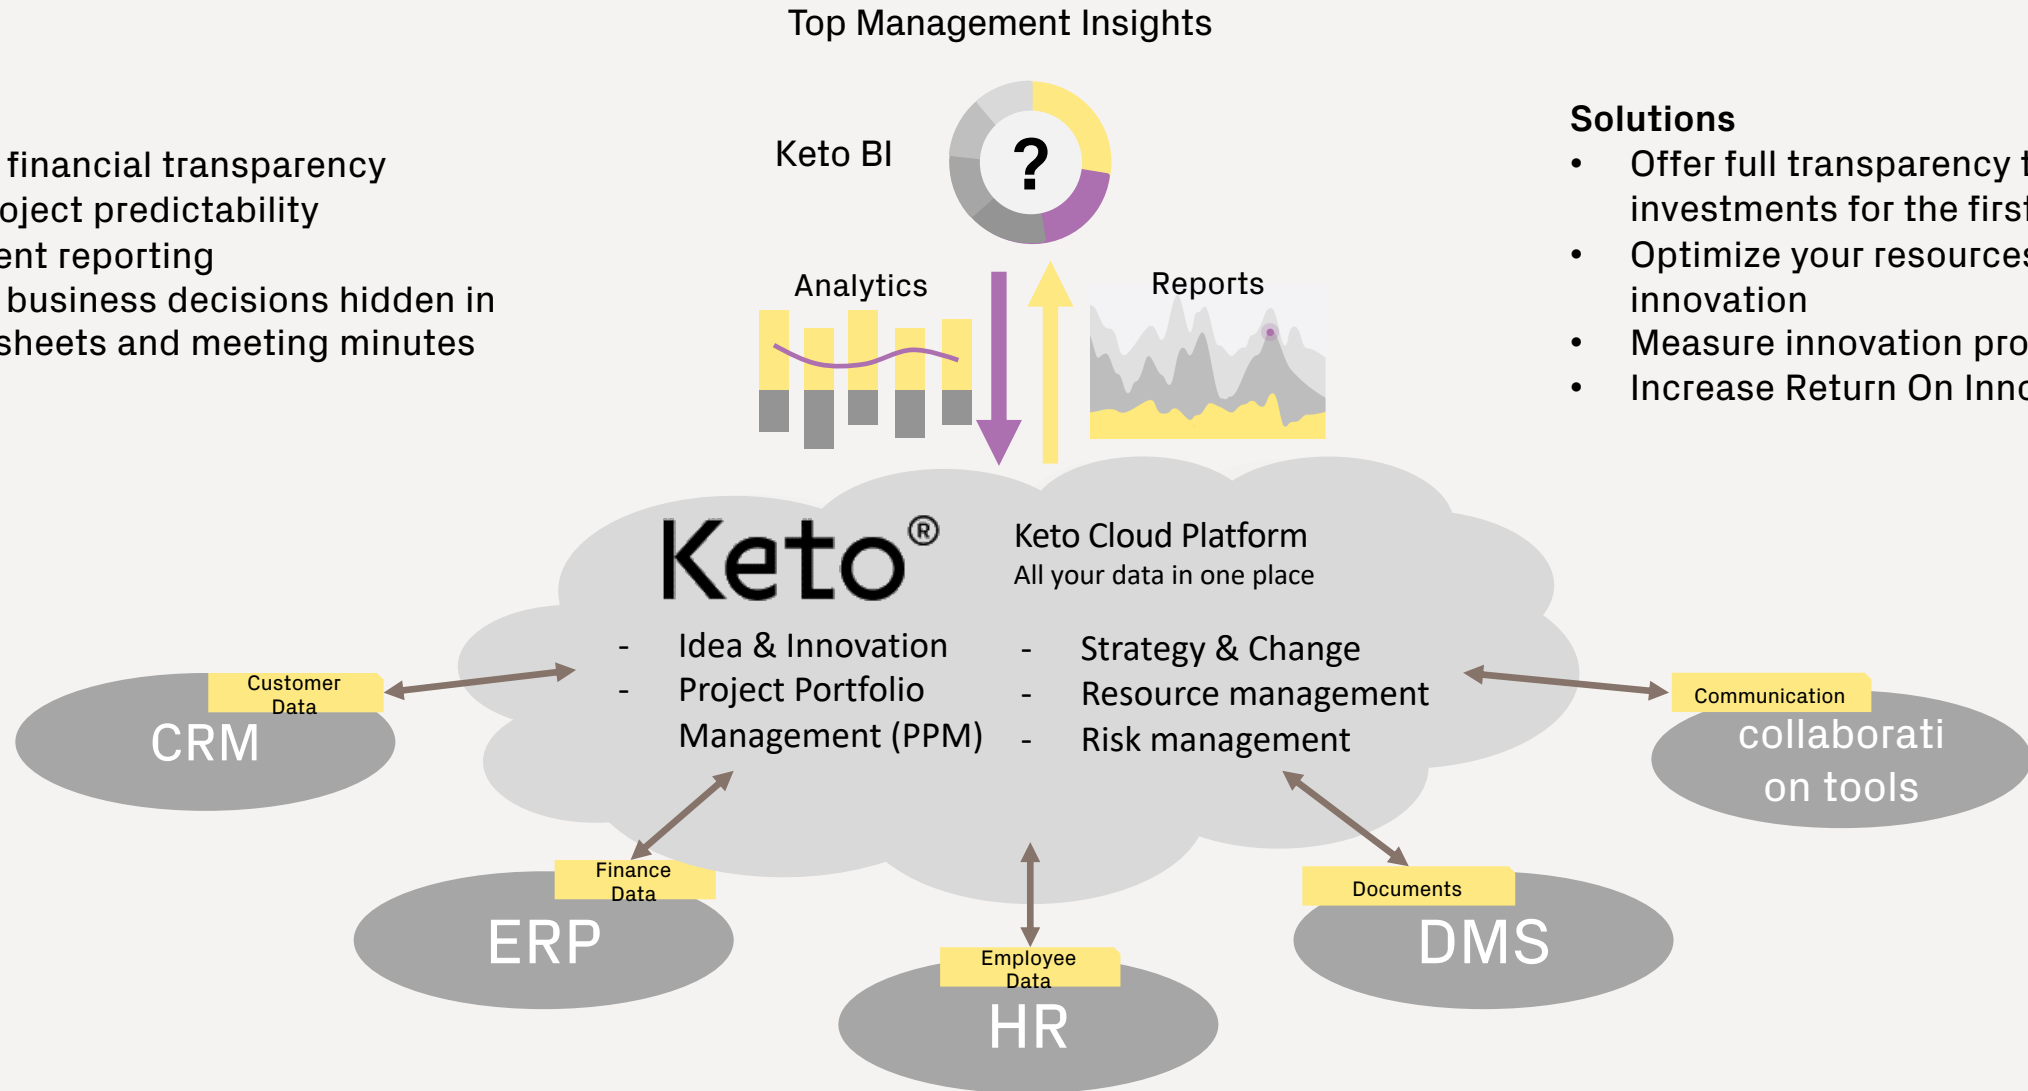 Top Management Insights
financial transparency
oject predictability
ent reporting
business decisions hidden in
sheets and meeting minutes
Keto BI
?
Solutions
• Offer full transparency t
investments for the first
• Optimize your resources
innovation
• Measure innovation pro
• Increase Return On Inno
Analytics
Reports
Keto®
Keto Cloud Platform
All your data in one place
- Idea & Innovation
- Project Portfolio
Management (PPM)
- Strategy & Change
- Resource management
- Risk management
Customer
Data
CRM
Finance
Data
ERP
Employee
Data
HR
Documents
DMS
Communication
collaborati
on tools